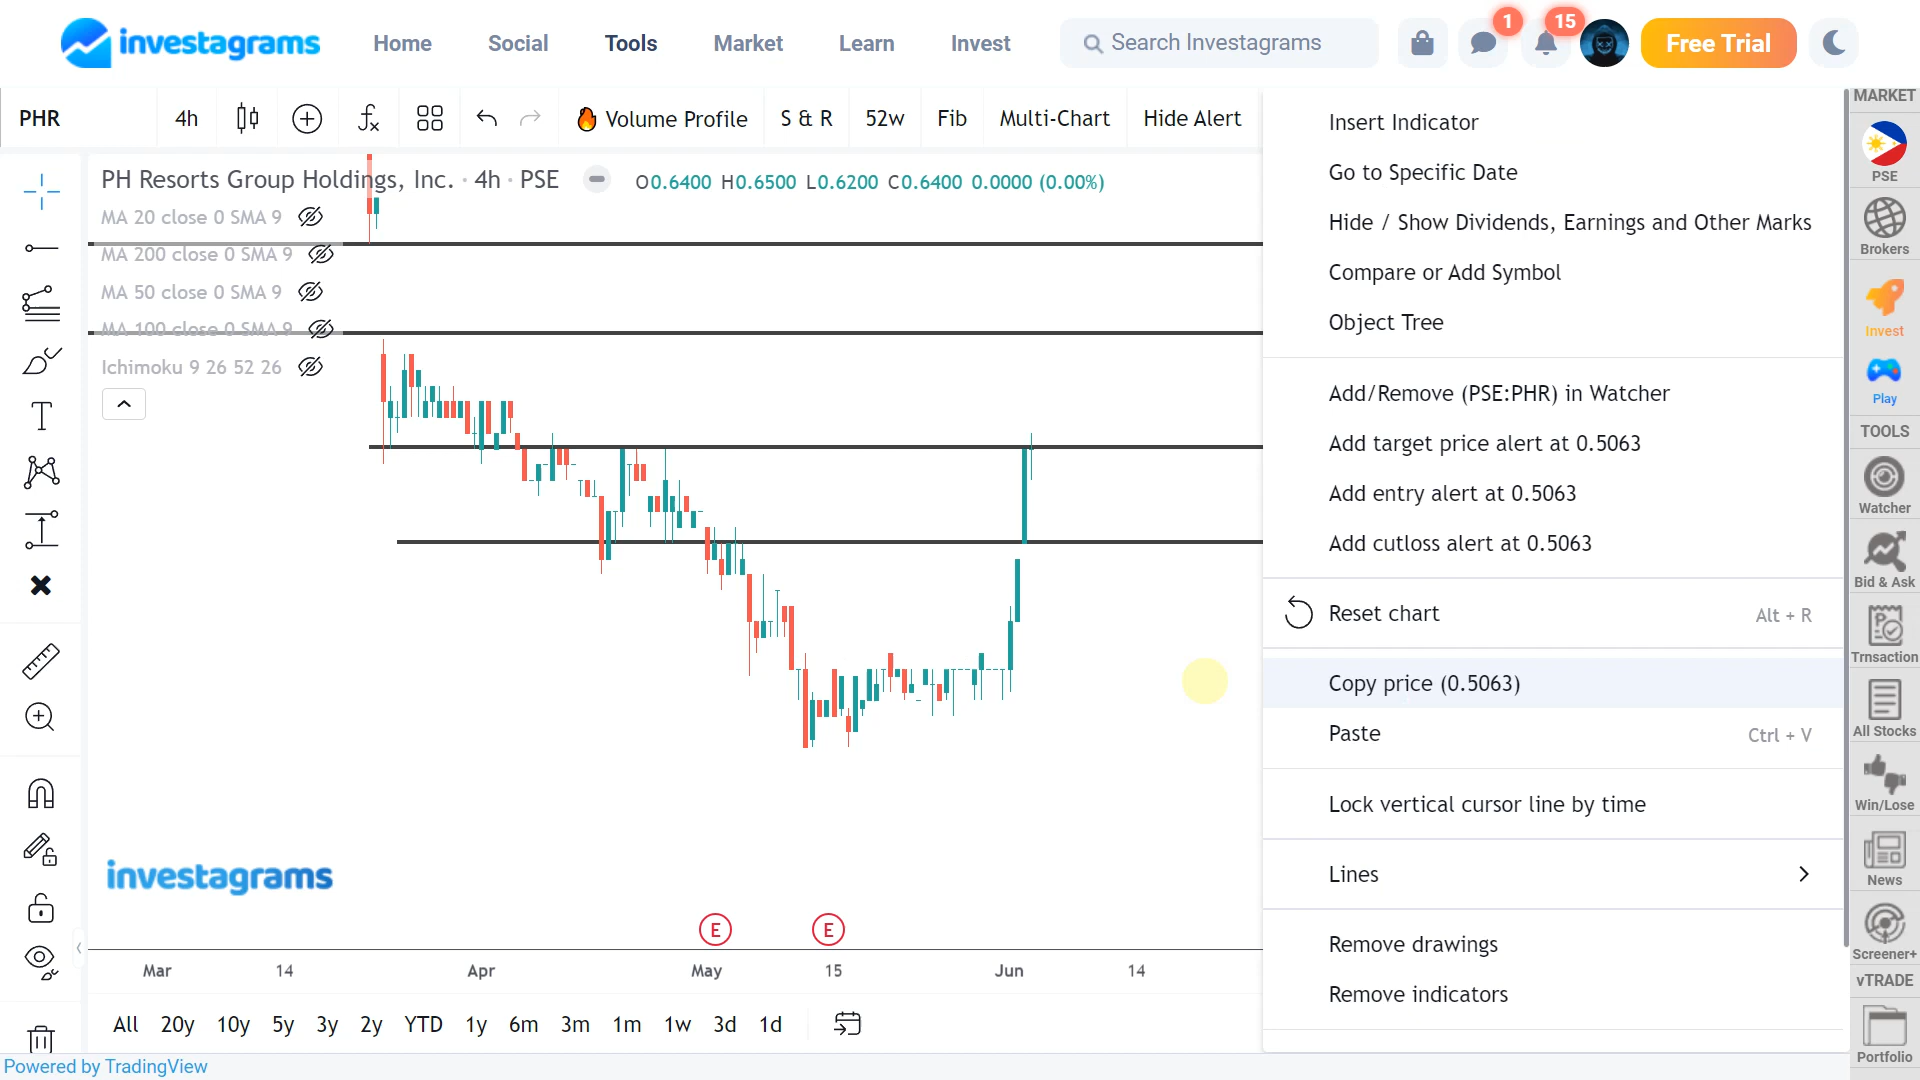 investagrams
Home
Social
Tools
Market
Learn
Invest
Search Investagrams
1
15
Free Trial
PHR
4h
Volume Profile
S & R
52w
Fib
Multi-Chart
Hide Alert
PH Resorts Group Holdings, Inc. · 4h · PSE
O0.6400 H0.6500 L0.6200 C0.6400 0.0000 (0.00%)
MA 20 close 0 SMA 9
MA 200 close 0 SMA 9
MA 50 close 0 SMA 9
MA 100 close 0 SMA 9
Ichimoku 9 26 52 26
investagrams
E
E
Mar
14
Apr
May
15
Jun
14
All
20y
10y
5y
3y
2y
YTD
1y
6m
3m
1m
1w
3d
1d
Powered by TradingView
Insert Indicator
Go to Specific Date
Hide / Show Dividends, Earnings and Other Marks
Compare or Add Symbol
Object Tree
Add/Remove (PSE:PHR) in Watcher
Add target price alert at 0.5063
Add entry alert at 0.5063
Add cutloss alert at 0.5063
Reset chart Alt + R
Copy price (0.5063)
Paste Ctrl + V
Lock vertical cursor line by time
Lines
Remove drawings
Remove indicators
MARKET
PSE
Brokers
Invest
Play
TOOLS
Watcher
Bid & Ask
Trnsaction
All Stocks
Win/Lose
News
Screener+
vTRADE
Portfolio